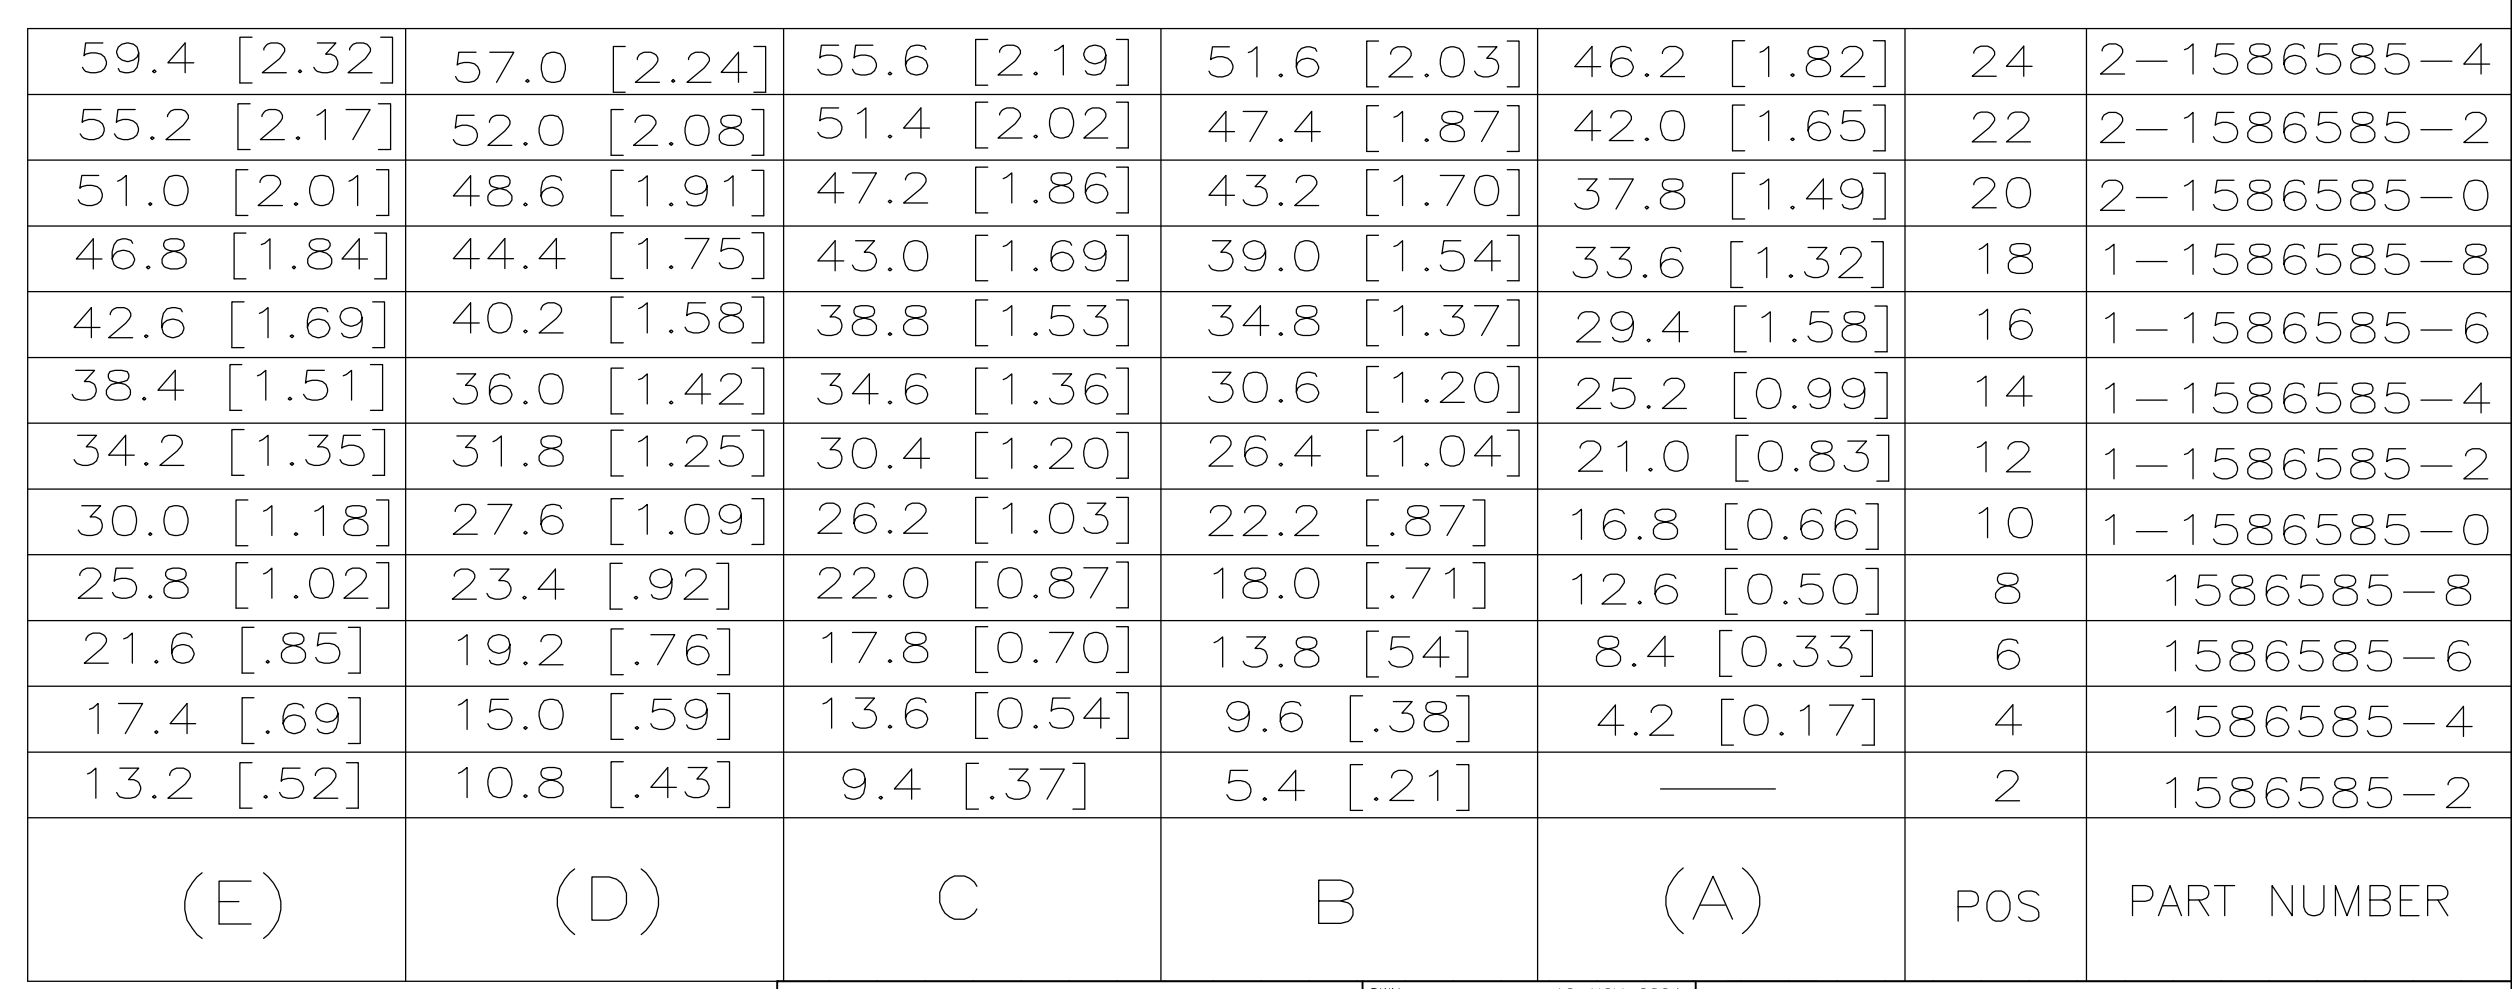 59.4 [2.32] 57.0 [2.24] 55.6 [2.19] 51.6 [2.03] 46.2 [1.82] 24 2-1586585-4
55.2 [2.17] 52.0 [2.08] 51.4 [2.02] 47.4 [1.87] 42.0 [1.65] 22 2-1586585-2
51.0 [2.01] 48.6 [1.91] 47.2 [1.86] 43.2 [1.70] 37.8 [1.49] 20 2-1586585-0
46.8 [1.84] 44.4 [1.75] 43.0 [1.69] 39.0 [1.54] 33.6 [1.32] 18 1-1586585-8
42.6 [1.69] 40.2 [1.58] 38.8 [1.53] 34.8 [1.37] 29.4 [1.58] 16 1-1586585-6
38.4 [1.51] 36.0 [1.42] 34.6 [1.36] 30.6 [1.20] 25.2 [0.99] 14 1-1586585-4
34.2 [1.35] 31.8 [1.25] 30.4 [1.20] 26.4 [1.04] 21.0 [0.83] 12 1-1586585-2
30.0 [1.18] 27.6 [1.09] 26.2 [1.03] 22.2 [.87] 16.8 [0.66] 10 1-1586585-0
25.8 [1.02] 23.4 [.92] 22.0 [0.87] 18.0 [.71] 12.6 [0.50] 8 1586585-8
21.6 [.85] 19.2 [.76] 17.8 [0.70] 13.8 [54] 8.4 [0.33] 6 1586585-6
17.4 [.69] 15.0 [.59] 13.6 [0.54] 9.6 [.38] 4.2 [0.17] 4 1586585-4
13.2 [.52] 10.8 [.43] 9.4 [.37] 5.4 [.21] — 2 1586585-2
(E) (D) C B (A) POS PART NUMBER